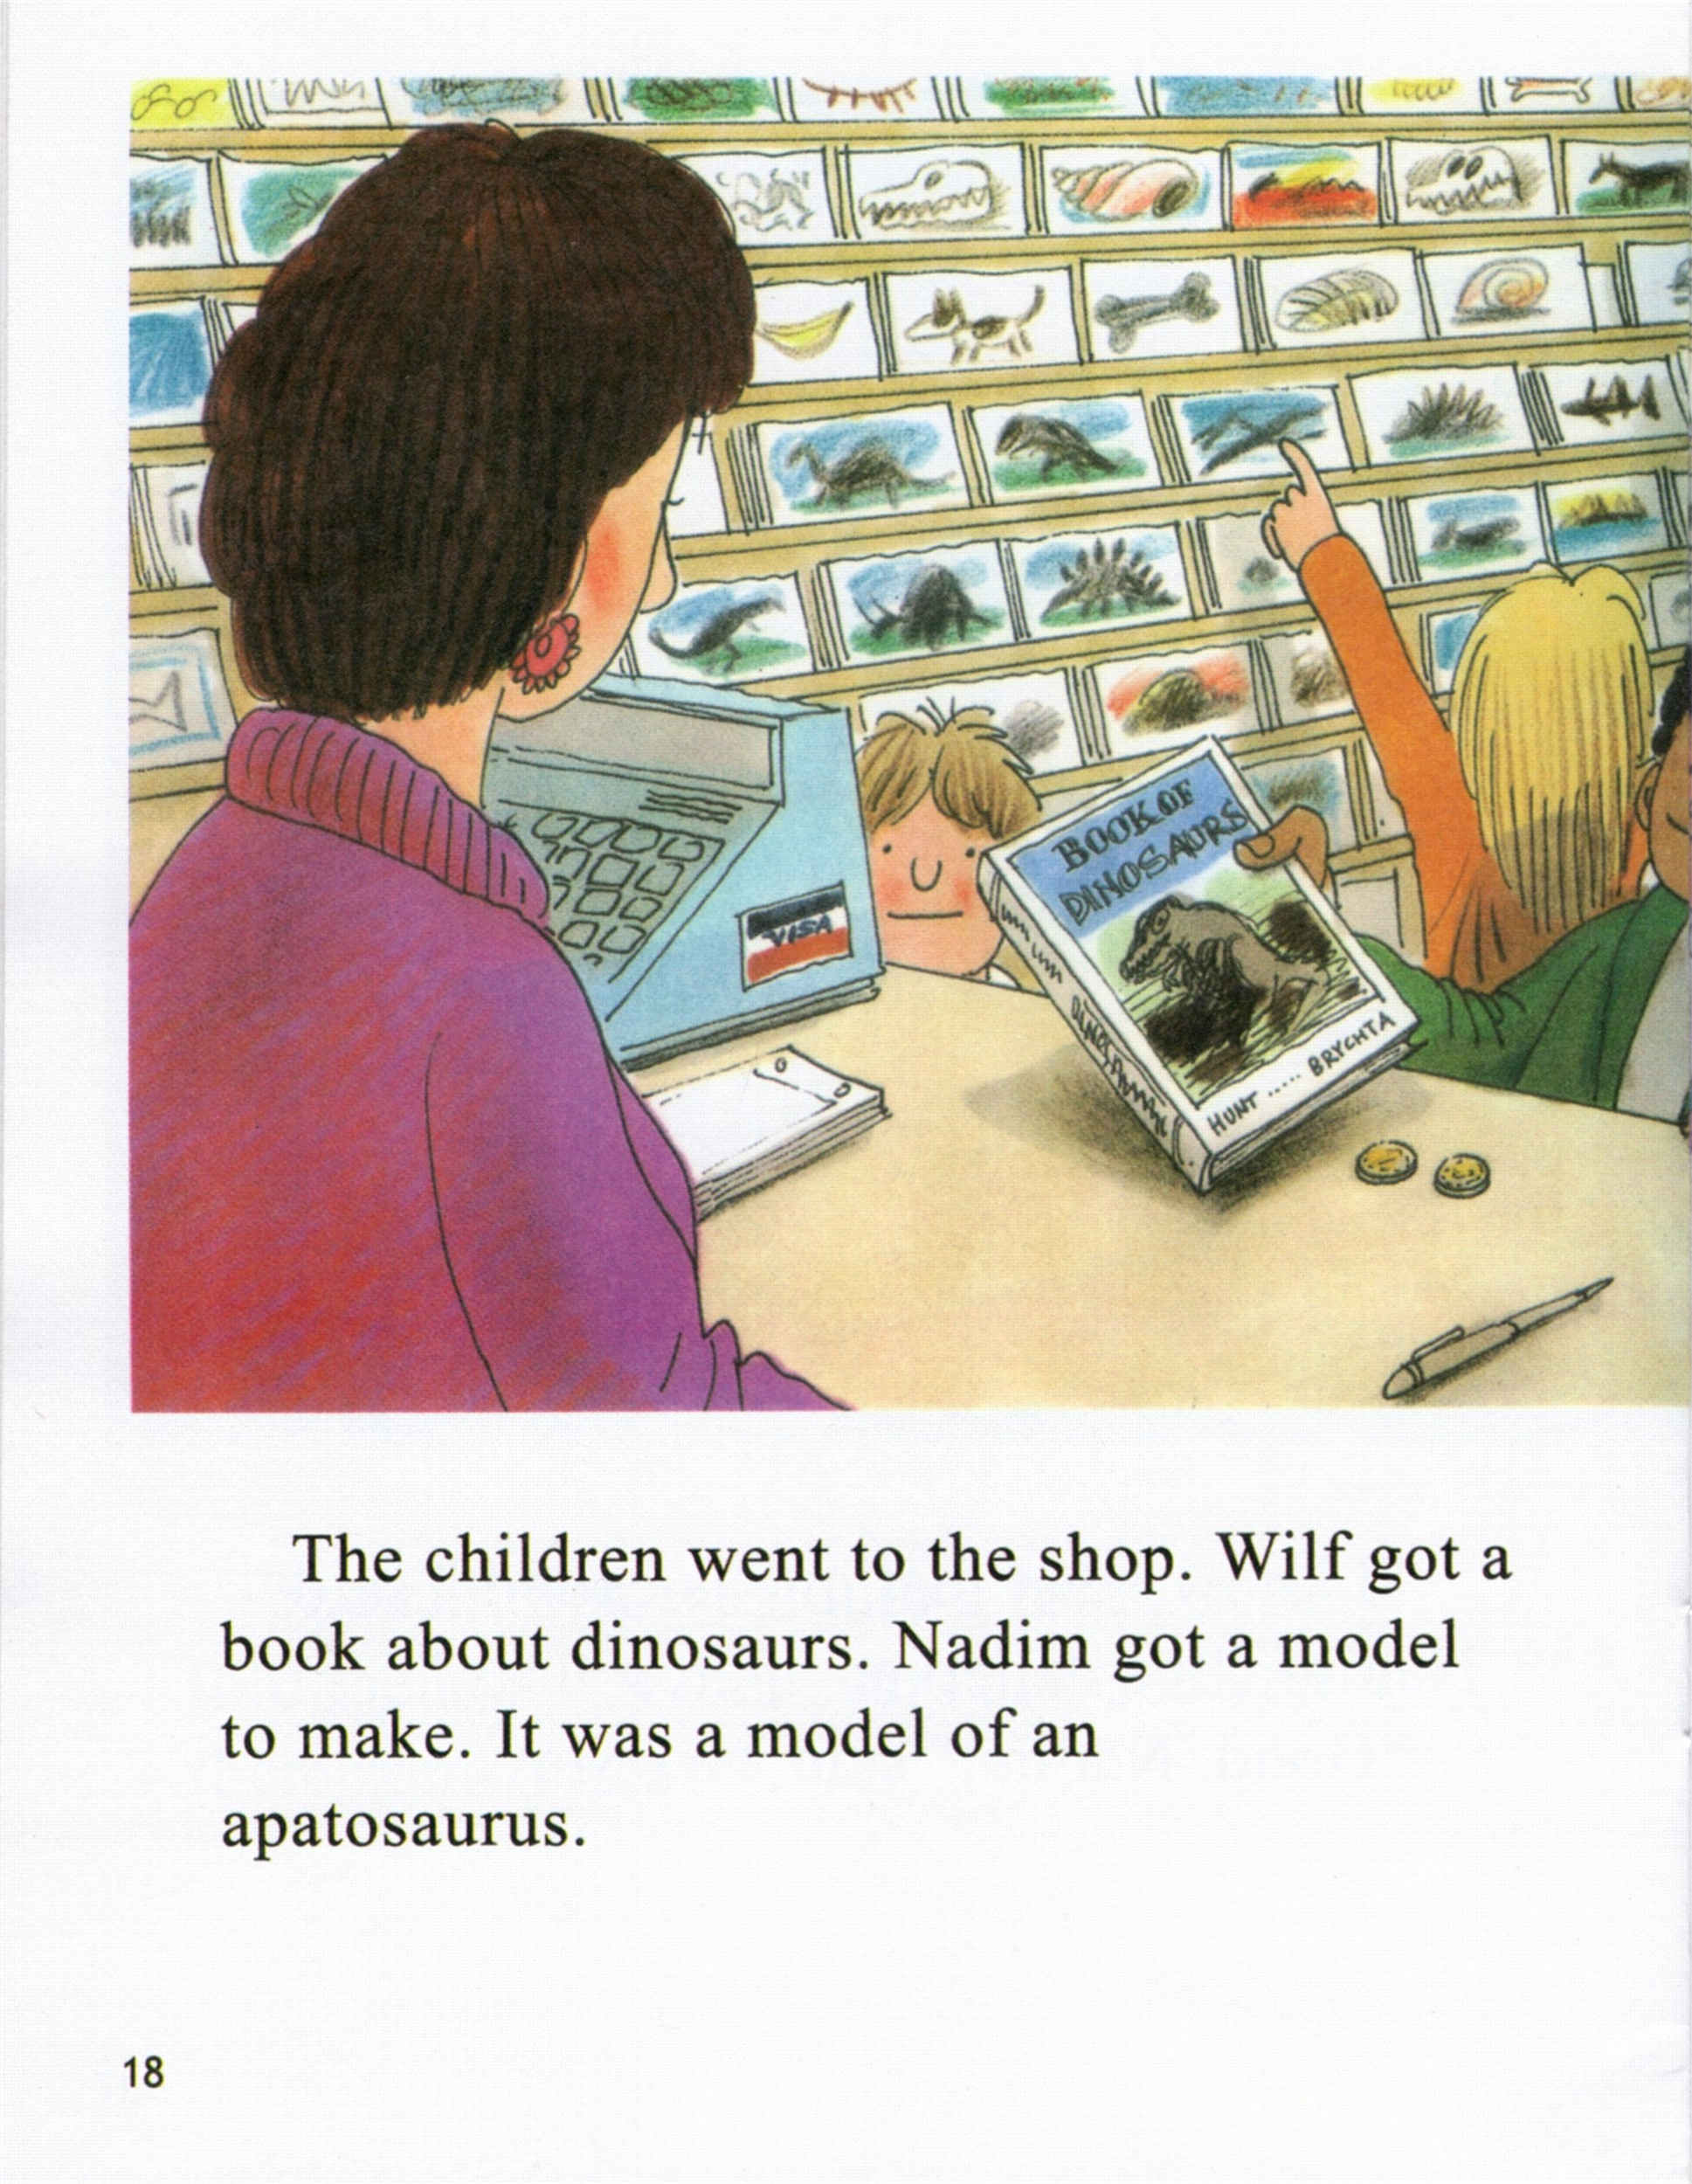 VISA
BOOK OF
DINOSAURS
HUNT ..... BRYCHTA
The children went to the shop. Wilf got a
book about dinosaurs. Nadim got a model
to make. It was a model of an
apatosaurus.
18